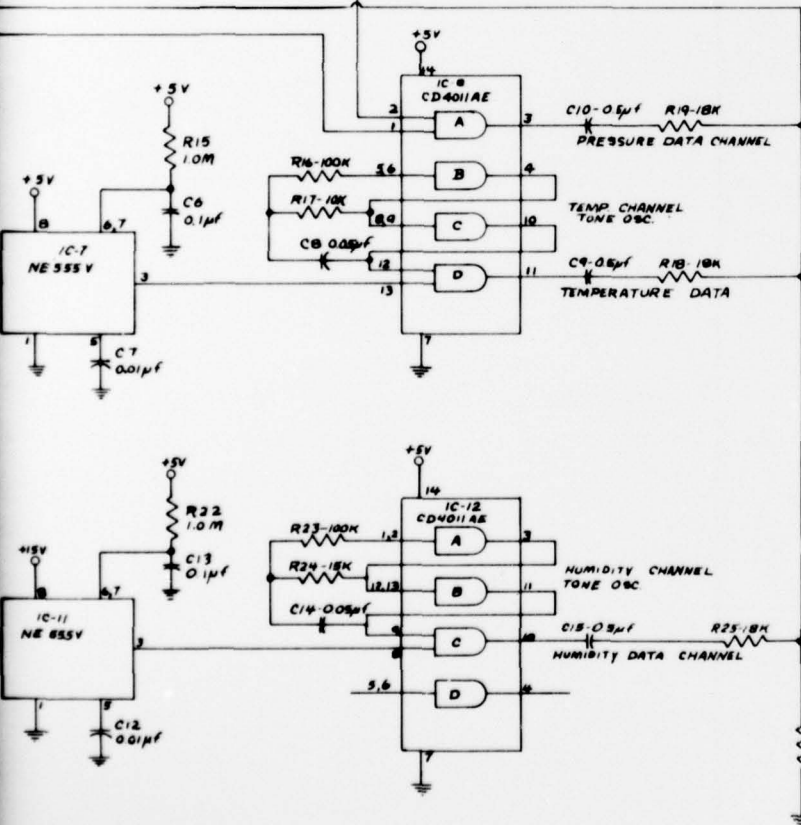 +5V
14
IC-8
CD4011AE
2
1
A
3
C10-0.5µf
R19-18K
PRESSURE DATA CHANNEL
+5V
R15
1.0M
R16-100K
5,6
B
4
R17-10K
8,9
C
10
TEMP. CHANNEL
TONE OSC.
C8 0.05µf
12
13
D
11
C9-0.5µf
R18-18K
TEMPERATURE DATA
7
+5V
8
6,7
C6
0.1µf
IC-7
NE 555V
3
1
5
C7
0.01µf
+5V
14
IC-12
CD4011AE
+5V
R22
1.0M
R23-100K
1,2
A
3
R24-15K
12,13
B
11
HUMIDITY CHANNEL
TONE OSC.
C14-0.05µf
9
8
C
10
C15-0.5µf
R25-18K
HUMIDITY DATA CHANNEL
5,6
D
4
7
+15V
8
6,7
C13
0.1µf
IC-11
NE 555V
3
1
5
C12
0.01µf